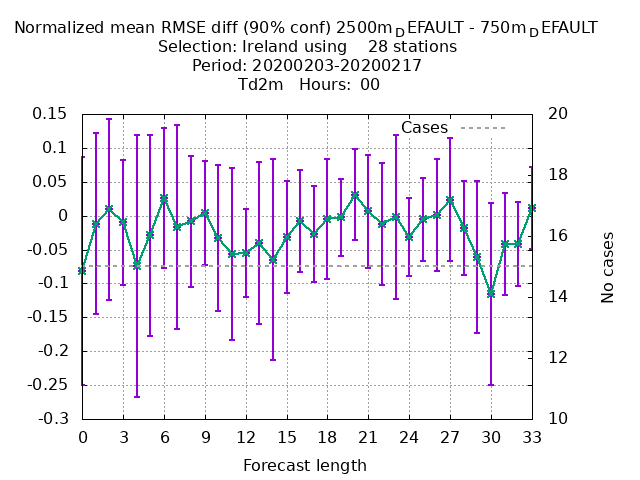 Normalized mean RMSE diff (90% conf) 2500m_DEFAULT - 750m_DEFAULT
Selection: Ireland using    28 stations
Period: 20200203-20200217
Td2m   Hours:  00
Cases
0.15
0.1
0.05
0
-0.05
-0.1
-0.15
-0.2
-0.25
-0.3
20
18
16
14
12
10
No cases
0 3 6 9 12 15 18 21 24 27 30 33
Forecast length